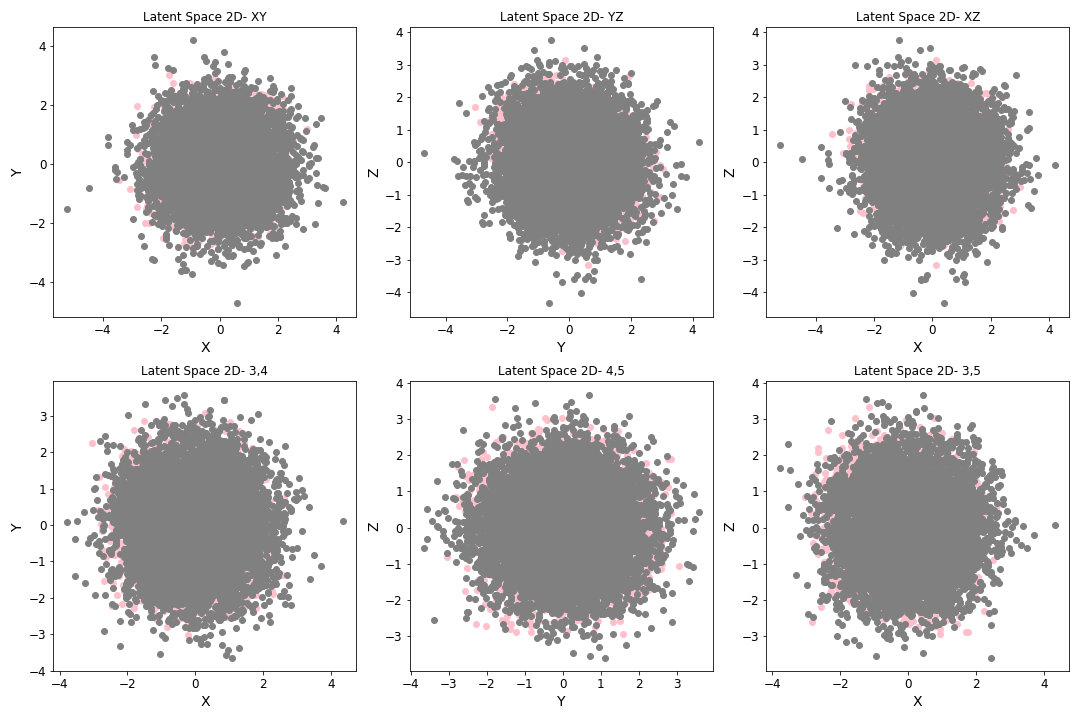 Latent Space 2D- XY
4
2
0
−2
−4
Y
−4 −2 0 2 4
X
Latent Space 2D- YZ
4
3
2
1
0
−1
−2
−3
−4
Z
−4 −2 0 2 4
Y
Latent Space 2D- XZ
4
3
2
1
0
−1
−2
−3
−4
Z
−4 −2 0 2 4
X
Latent Space 2D- 3,4
3
2
1
0
−1
−2
−3
−4
Y
−4 −2 0 2 4
X
Latent Space 2D- 4,5
4
3
2
1
0
−1
−2
−3
Z
−4 −3 −2 −1 0 1 2 3
Y
Latent Space 2D- 3,5
4
3
2
1
0
−1
−2
−3
Z
−4 −2 0 2 4
X